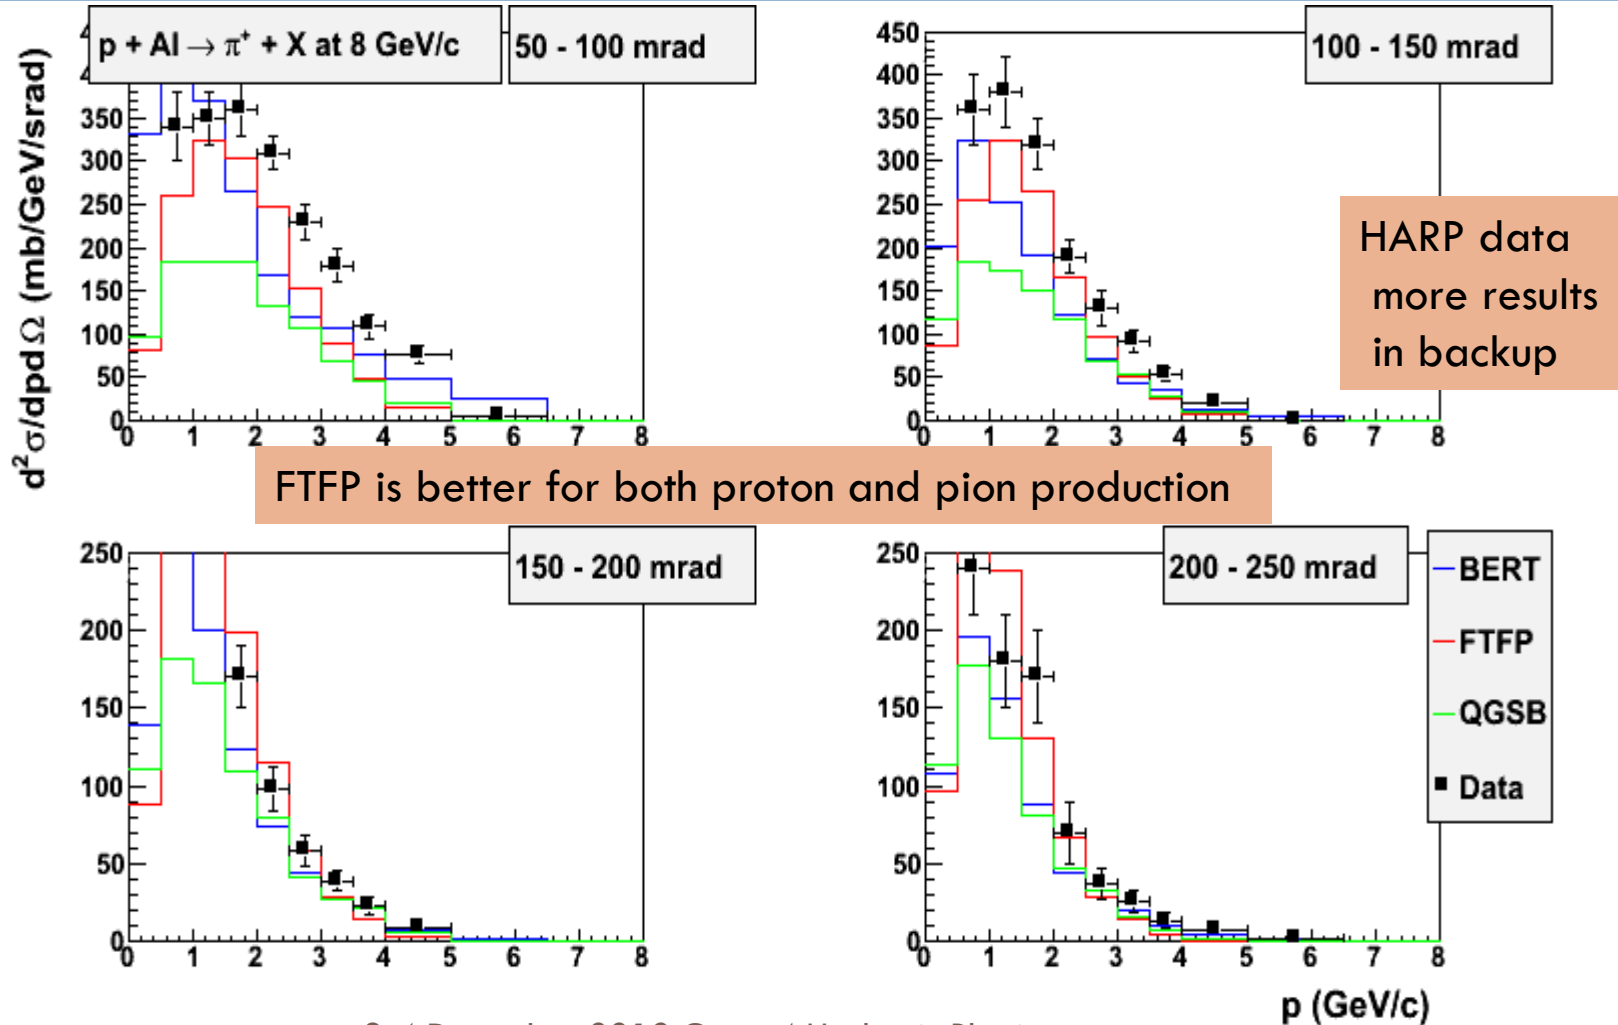 p + Al → π⁺ + X at 8 GeV/c
50 - 100 mrad
100 - 150 mrad
d²σ/dpdΩ (mb/GeV/srad)
350
300
250
200
150
100
50
0
0 1 2 3 4 5 6 7 8
450
400
350
300
250
200
150
100
50
0
0 1 2 3 4 5 6 7 8
HARP data
more results
in backup
FTFP is better for both proton and pion production
150 - 200 mrad
200 - 250 mrad
250
200
150
100
50
0
0 1 2 3 4 5 6 7 8
250
200
150
100
50
0
0 1 2 3 4 5 6 7 8
BERT
FTFP
QGSB
Data
p (GeV/c)